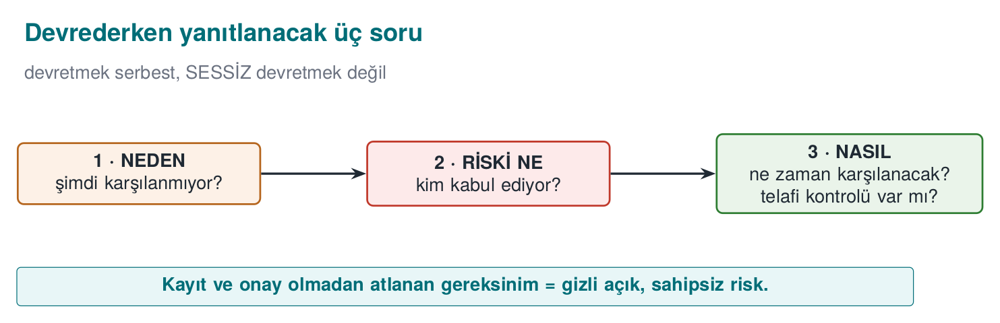 Devrederken yanıtlanacak üç soru
devretmek serbest, SESSİZ devretmek değil
1 · NEDEN
şimdi karşılanmıyor?
2 · RİSKİ NE
kim kabul ediyor?
3 · NASIL
ne zaman karşılanacak?
telafi kontrolü var mı?
Kayıt ve onay olmadan atlanan gereksinim = gizli açık, sahipsiz risk.